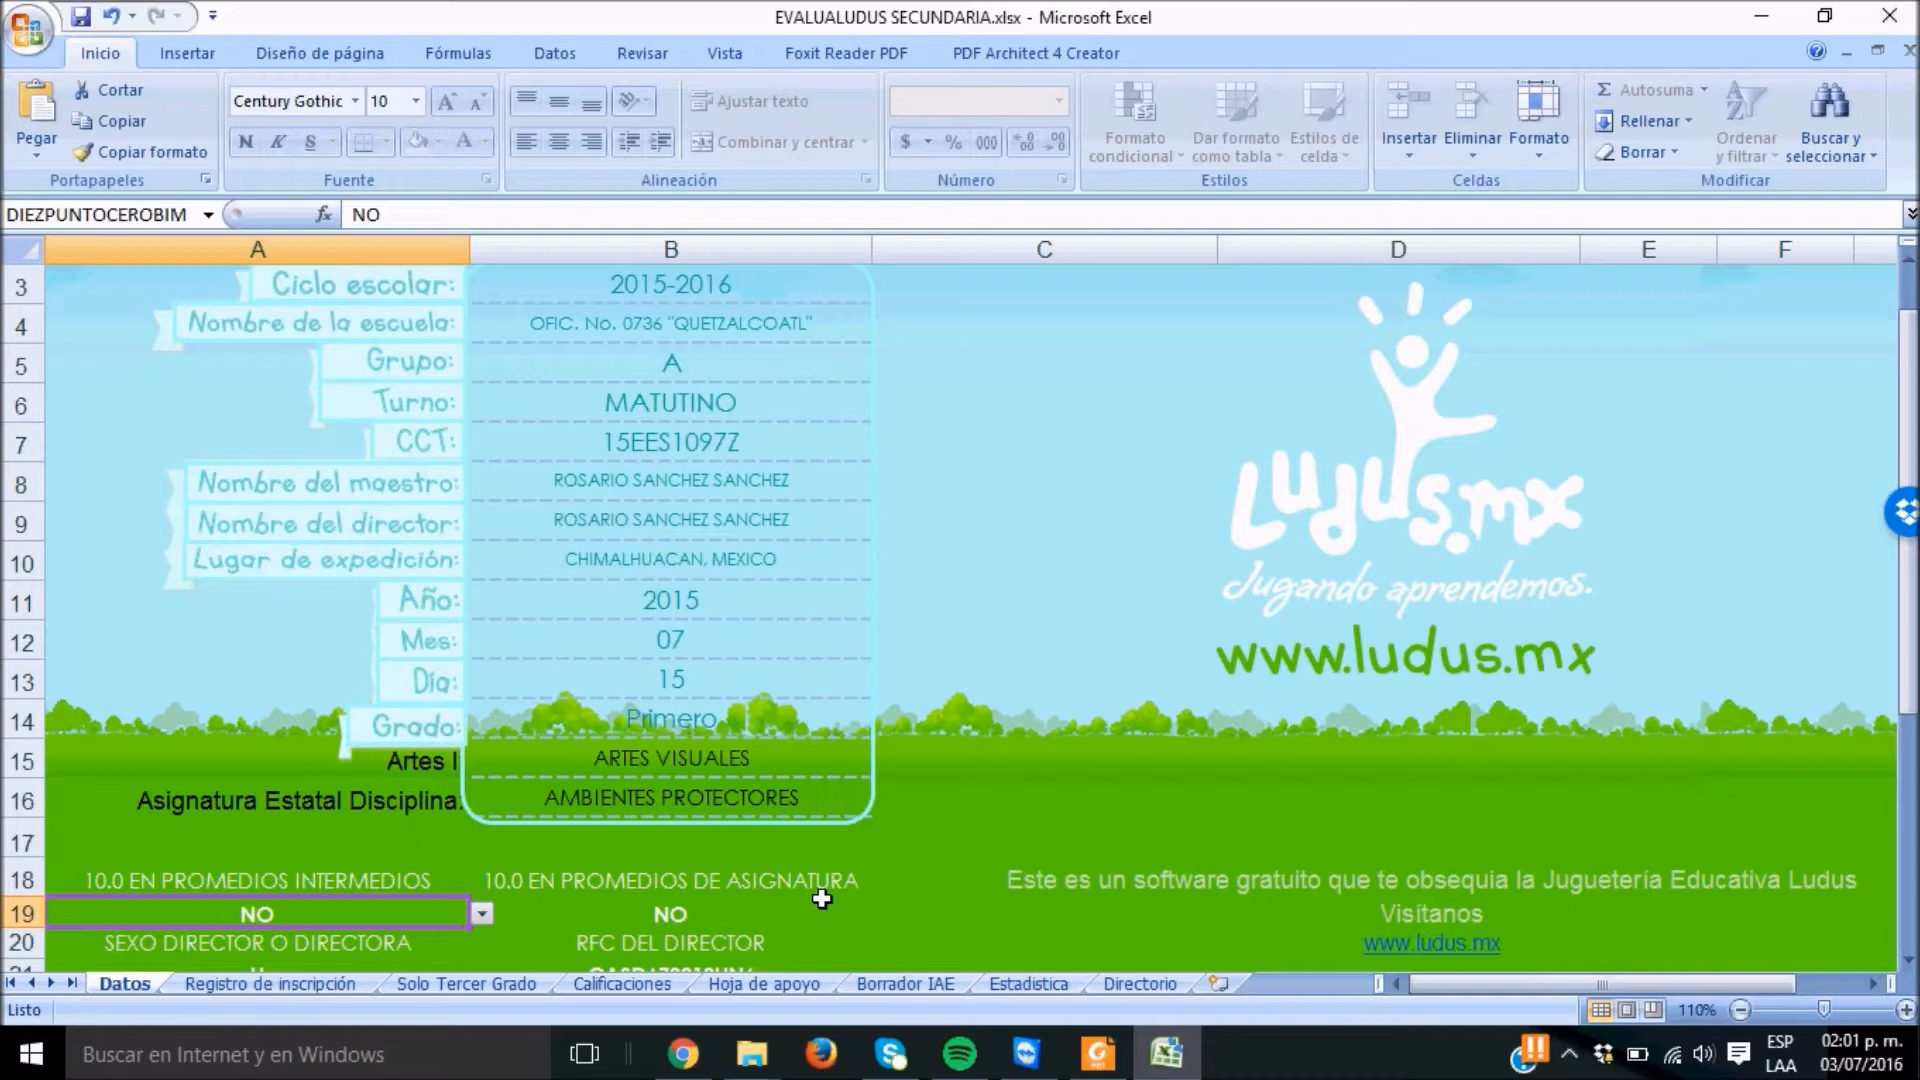 EVALUALUDUS SECUNDARIA.xlsx - Microsoft Excel
Inicio Insertar Diseño de página Fórmulas Datos Revisar Vista Foxit Reader PDF PDF Architect 4 Creator
Pegar Cortar Copiar Copiar formato
Portapapeles
Century Gothic 10
N K S A
Fuente
Ajustar texto
Combinar y centrar
Alineación
$ % 000
Número
Formato condicional Dar formato como tabla Estilos de celda
Estilos
Insertar Eliminar Formato
Celdas
Σ Autosuma Rellenar Borrar
Ordenar y filtrar Buscar y seleccionar
Modificar
DIEZPUNTOCEROBIM fx NO
A B C D E F
3 Ciclo escolar: 2015-2016
4 Nombre de la escuela: OFIC. No. 0736 "QUETZALCOATL"
5 Grupo: A
6 Turno: MATUTINO
7 CCT: 15EES1097Z
8 Nombre del maestro: ROSARIO SANCHEZ SANCHEZ
9 Nombre del director: ROSARIO SANCHEZ SANCHEZ
10 Lugar de expedición: CHIMALHUACAN, MEXICO
11 Año: 2015
12 Mes: 07
13 Día: 15
14 Grado: Primero
15 Artes I: ARTES VISUALES
16 Asignatura Estatal Disciplina: AMBIENTES PROTECTORES
17
Ludus.mx
Jugando aprendemos.
www.ludus.mx
18 10.0 EN PROMEDIOS INTERMEDIOS 10.0 EN PROMEDIOS DE ASIGNATURA Este es un software gratuito que te obsequia la Juguetería Educativa Ludus
19 NO NO Visítanos
20 SEXO DIRECTOR O DIRECTORA RFC DEL DIRECTOR www.ludus.mx
Datos Registro de inscripción Solo Tercer Grado Calificaciones Hoja de apoyo Borrador IAE Estadistica Directorio
Listo 110%
Buscar en Internet y en Windows
ESP 02:01 p. m.
LAA 03/07/2016